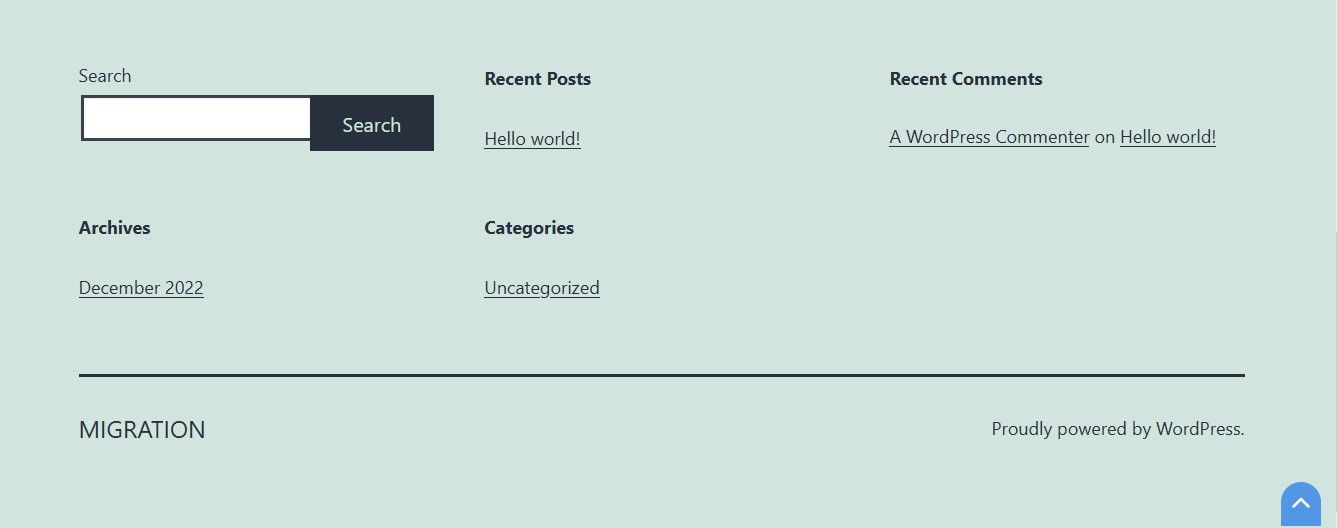 Search
Search
Recent Posts
Hello world!
Recent Comments
A WordPress Commenter on Hello world!
Archives
December 2022
Categories
Uncategorized
MIGRATION
Proudly powered by WordPress.